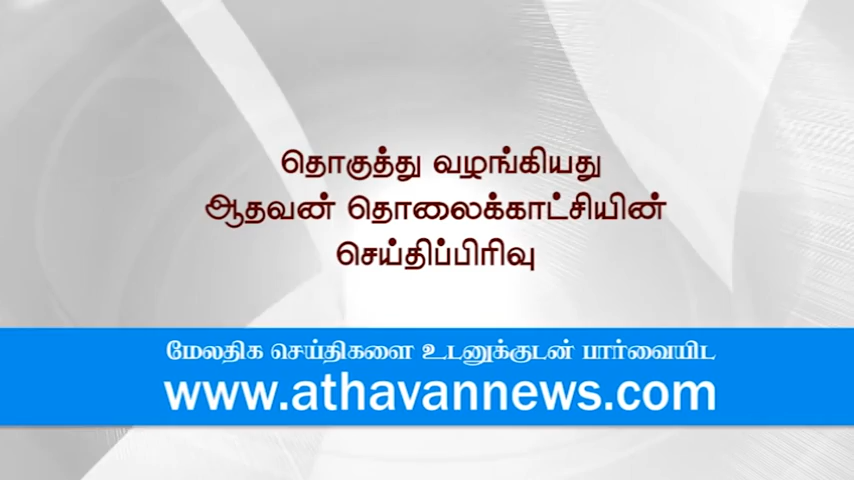 தொகுத்து வழங்கியது
ஆதவன் தொலைக்காட்சியின்
செய்திப்பிரிவு
மேலதிக செய்திகளை உடனுக்குடன் பார்வையிட
www.athavannews.com